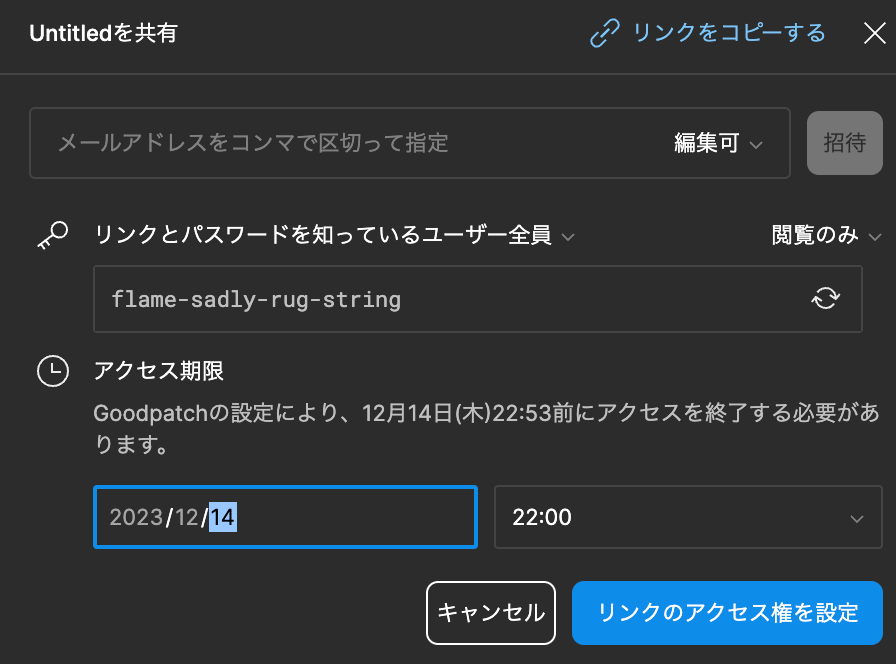 Untitledを共有
リンクをコピーする
メールアドレスをコンマで区切って指定
編集可
招待
リンクとパスワードを知っているユーザー全員
閲覧のみ
flame-sadly-rug-string
アクセス期限
Goodpatchの設定により、12月14日(木)22:53前にアクセスを終了する必要があ
ります。
2023/12/14
22:00
キャンセル
リンクのアクセス権を設定